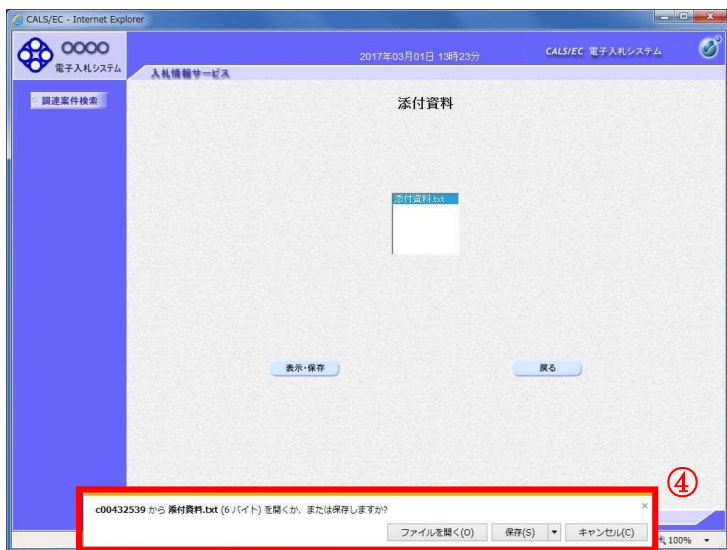 CALS/EC - Internet Explorer
〇〇〇〇
電子入札システム
2017年03月01日 13時23分
CALS/EC 電子入札システム
入札情報サービス
調達案件検索
添付資料
添付資料.txt
表示・保存
戻る
④
c00432539 から 添付資料.txt (6 バイト) を開くか、または保存しますか?
×
ファイルを開く(O)
保存(S)
キャンセル(C)
100%